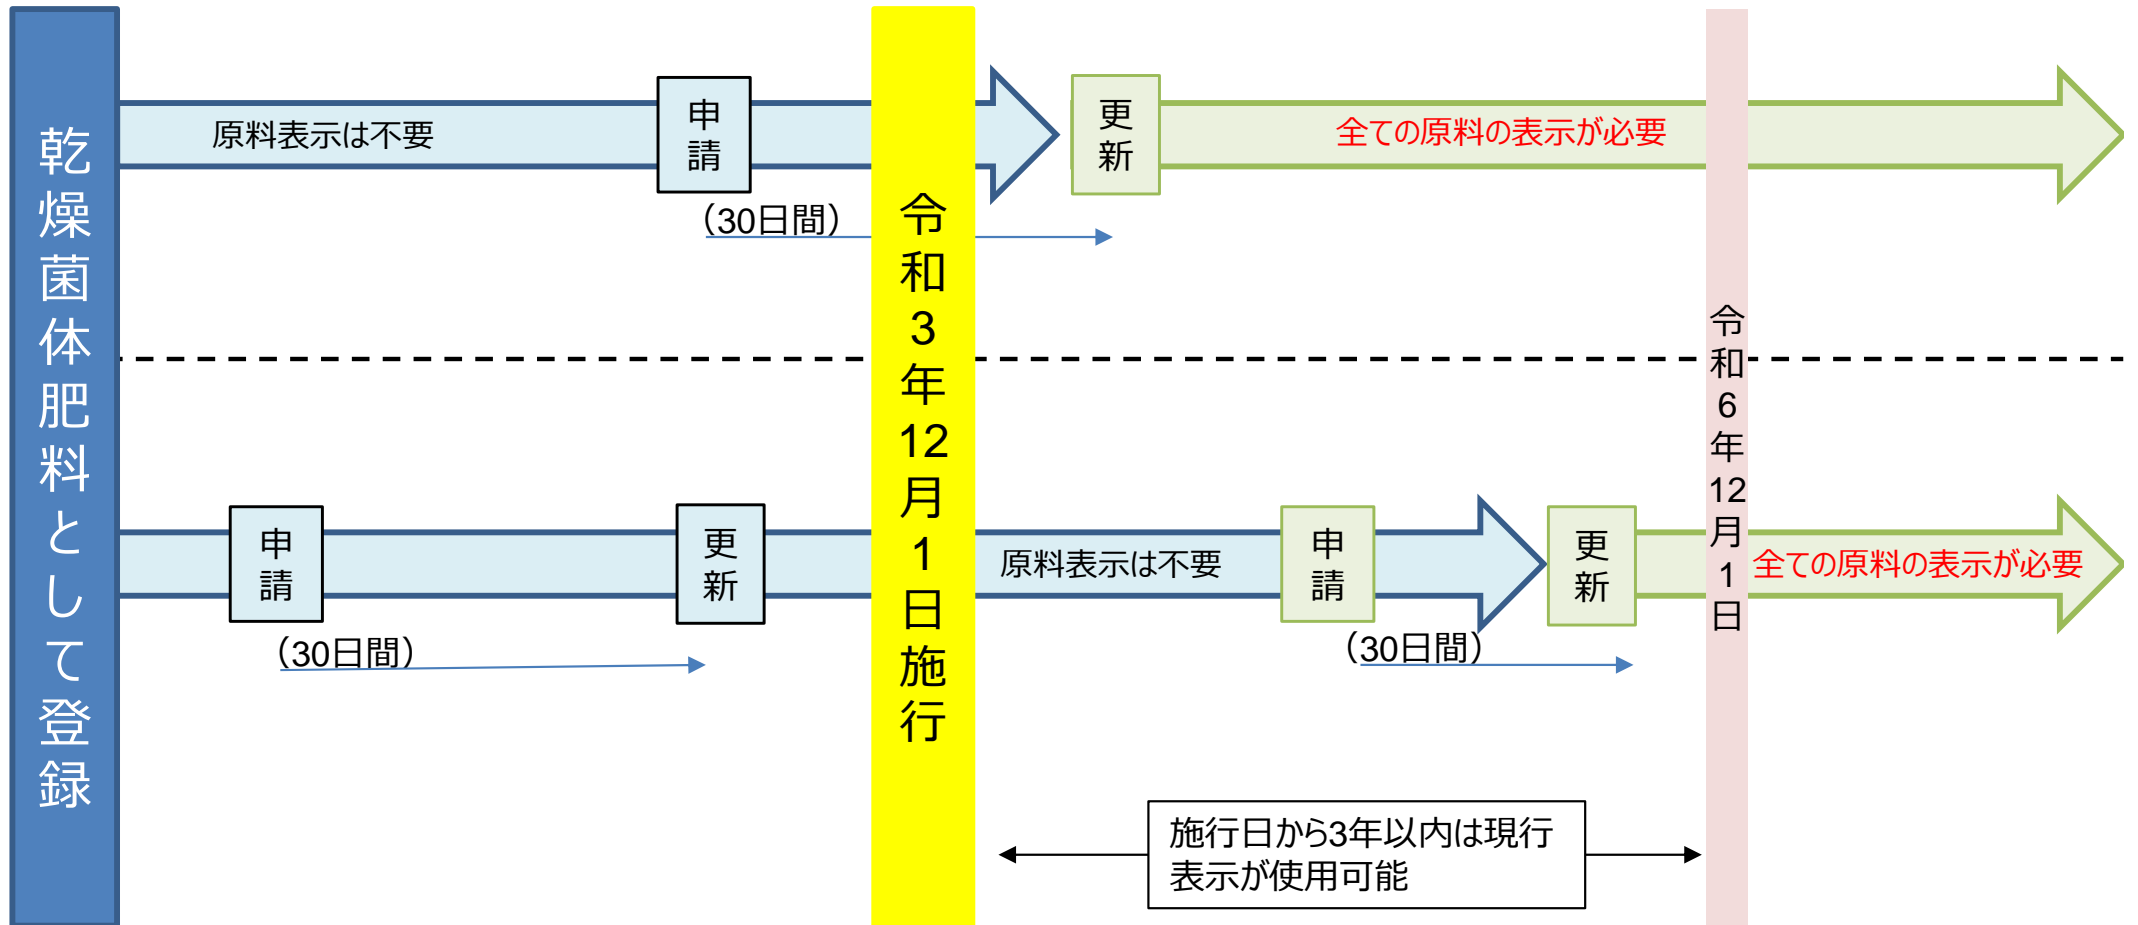 乾燥菌体肥料として登録
原料表示は不要
申請
（30日間）
令和3年12月1日施行
更新
全ての原料の表示が必要
令和6年12月1日
申請
（30日間）
更新
原料表示は不要
申請
（30日間）
更新
全ての原料の表示が必要
施行日から3年以内は現行
表示が使用可能